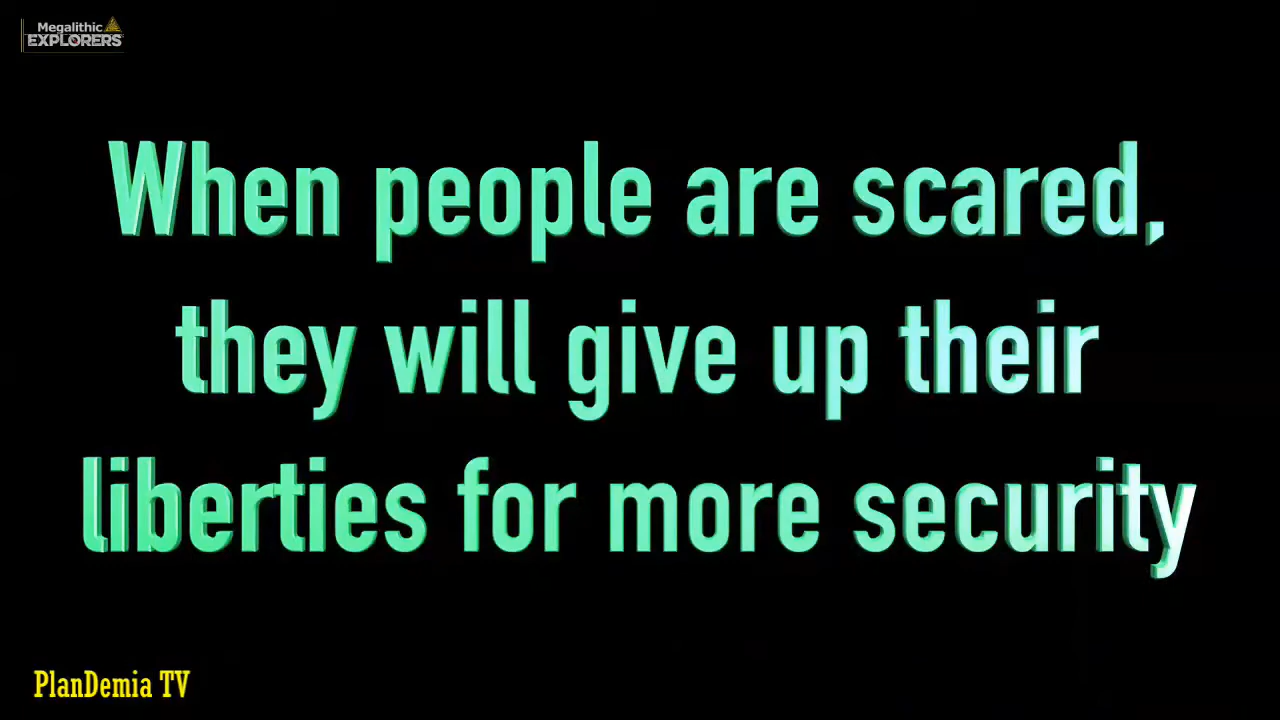 Megalithic
EXPLORERS
When people are scared,
they will give up their
liberties for more security
PlanDemia TV